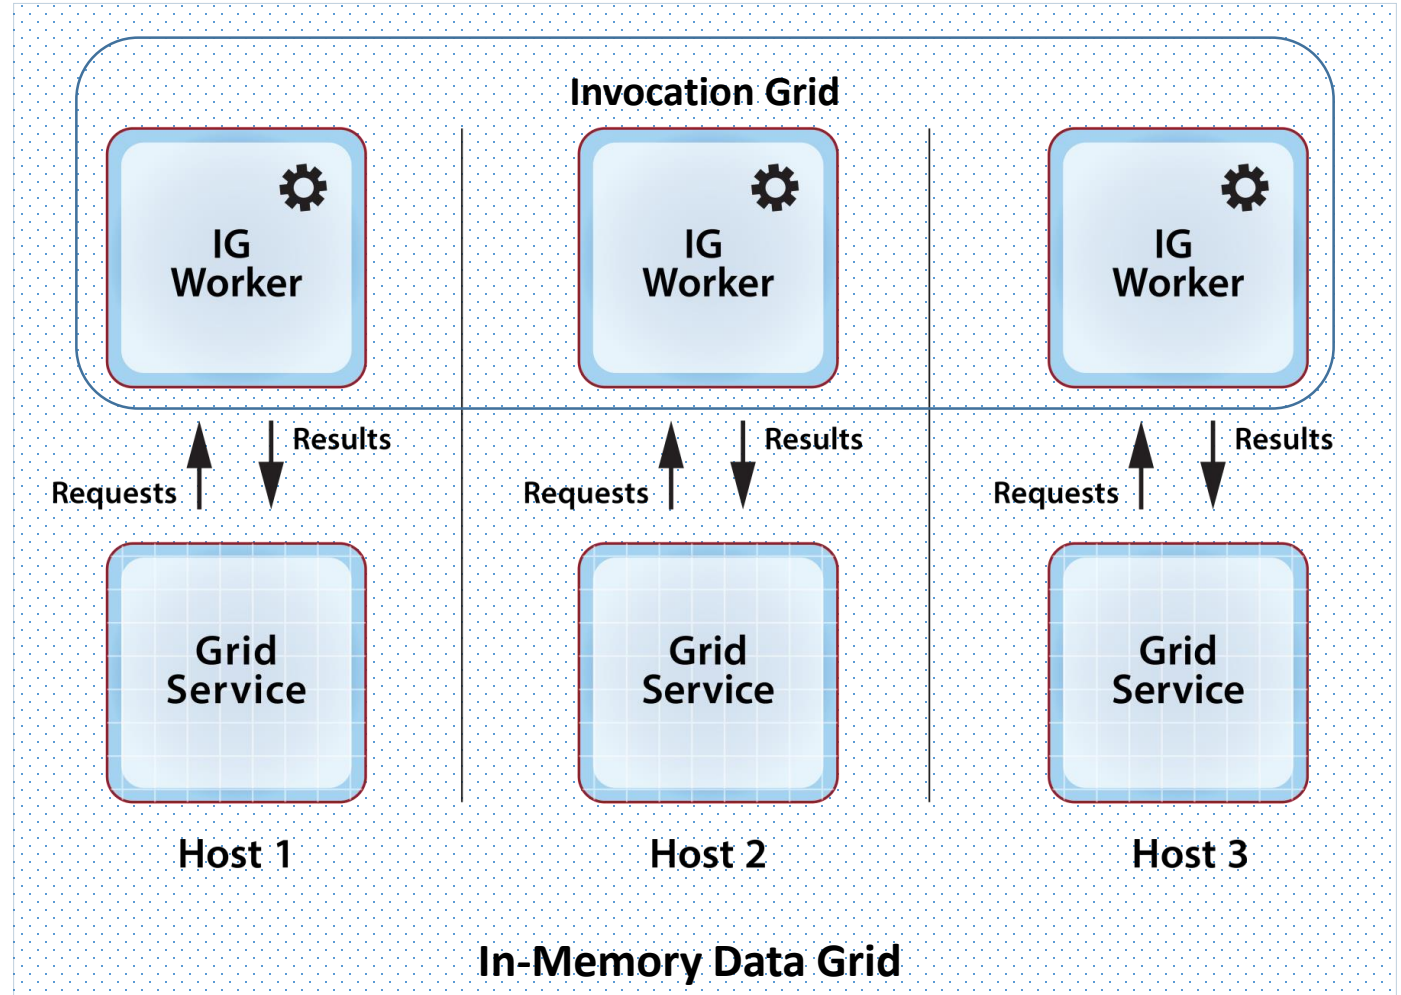 Invocation Grid
IG
Worker
IG
Worker
IG
Worker
Results
Requests
Results
Requests
Results
Requests
Grid
Service
Grid
Service
Grid
Service
Host 1
Host 2
Host 3
In-Memory Data Grid